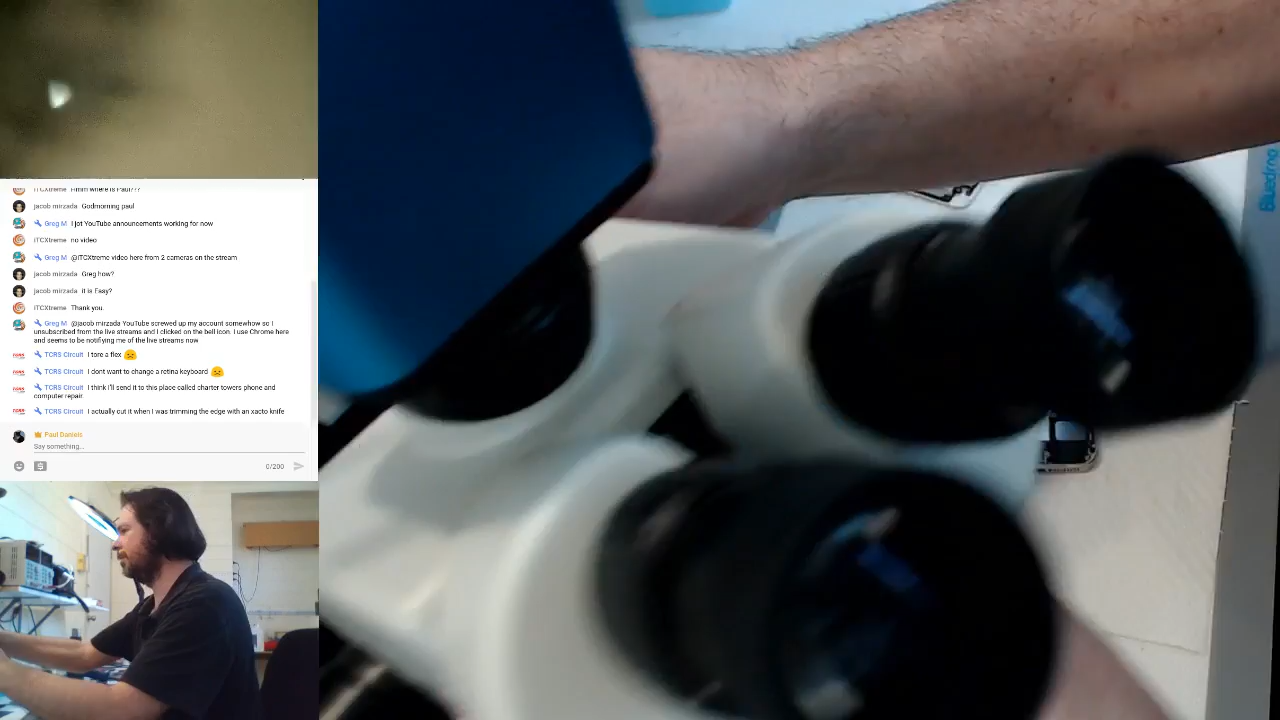 ITCXtreme Hmm where is Paul???
jacob mirzada Godmorning paul
Greg M I jot YouTube announcements working for now
ITCXtreme no video
Greg M @ITCXtreme video here from 2 cameras on the stream
jacob mirzada Greg how?
jacob mirzada it is Easy?
ITCXtreme Thank you.
Greg M @jacob mirzada YouTube screwed up my account somwhow so I
unsubscribed from the live streams and I clicked on the bell icon. I use Chrome here
and seems to be notifying me of the live streams now
TCRS Circuit I tore a flex
TCRS Circuit I dont want to change a retina keyboard
TCRS Circuit I think I'll send it to this place called charter towers phone and
computer repair.
TCRS Circuit I actually cut it when I was trimming the edge with an xacto knife
Paul Daniels
Say something...
0/200